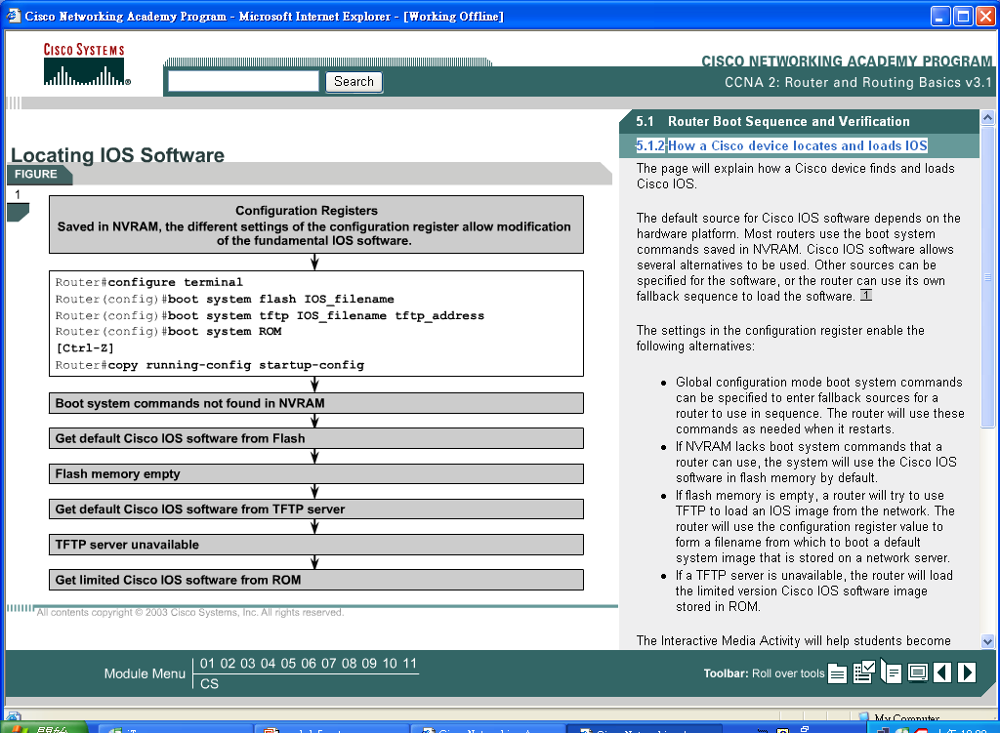 Cisco Networking Academy Program - Microsoft Internet Explorer - [Working Offline]
CISCO SYSTEMS
®
Search
CISCO NETWORKING ACADEMY PROGRAM
CCNA 2: Router and Routing Basics v3.1
Locating IOS Software
FIGURE
1
Configuration Registers
Saved in NVRAM, the different settings of the configuration register allow modification
of the fundamental IOS software.
Router#configure terminal
Router(config)#boot system flash IOS_filename
Router(config)#boot system tftp IOS_filename tftp_address
Router(config)#boot system ROM
[Ctrl-Z]
Router#copy running-config startup-config
Boot system commands not found in NVRAM
Get default Cisco IOS software from Flash
Flash memory empty
Get default Cisco IOS software from TFTP server
TFTP server unavailable
Get limited Cisco IOS software from ROM
All contents copyright © 2003 Cisco Systems, Inc. All rights reserved.
5.1 Router Boot Sequence and Verification
5.1.2 How a Cisco device locates and loads IOS
The page will explain how a Cisco device finds and loads
Cisco IOS.
The default source for Cisco IOS software depends on the
hardware platform. Most routers use the boot system
commands saved in NVRAM. Cisco IOS software allows
several alternatives to be used. Other sources can be
specified for the software, or the router can use its own
fallback sequence to load the software. 1
The settings in the configuration register enable the
following alternatives:
• Global configuration mode boot system commands
can be specified to enter fallback sources for a
router to use in sequence. The router will use these
commands as needed when it restarts.
• If NVRAM lacks boot system commands that a
router can use, the system will use the Cisco IOS
software in flash memory by default.
• If flash memory is empty, a router will try to use
TFTP to load an IOS image from the network. The
router will use the configuration register value to
form a filename from which to boot a default
system image that is stored on a network server.
• If a TFTP server is unavailable, the router will load
the limited version Cisco IOS software image
stored in ROM.
The Interactive Media Activity will help students become
Module Menu
01 02 03 04 05 06 07 08 09 10 11
CS
Toolbar: Roll over tools
My Computer